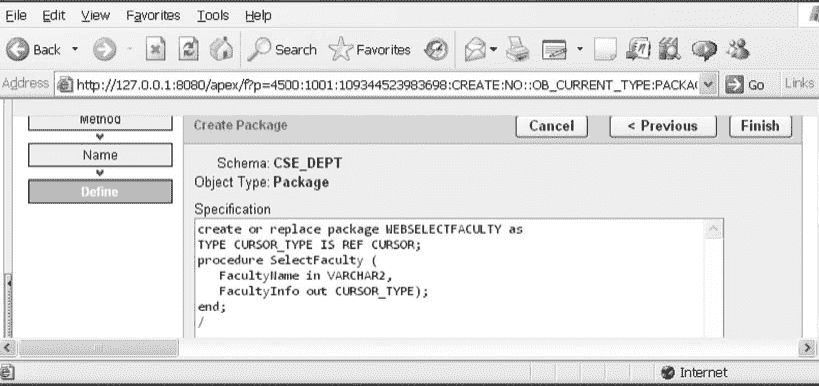 File Edit View Favorites Tools Help
Back Search Favorites
Address http://127.0.0.1:8080/apex/f?p=4500:1001:109344523983698:CREATE:NO::OB_CURRENT_TYPE:PACKA Go Links
Method
Create Package Cancel < Previous Finish
Name
Schema: CSE_DEPT
Define
Object Type: Package
Specification
create or replace package WEBSELECTFACULTY as
TYPE CURSOR_TYPE IS REF CURSOR;
procedure SelectFaculty (
FacultyName in VARCHAR2,
FacultyInfo out CURSOR_TYPE);
end;
/
Internet